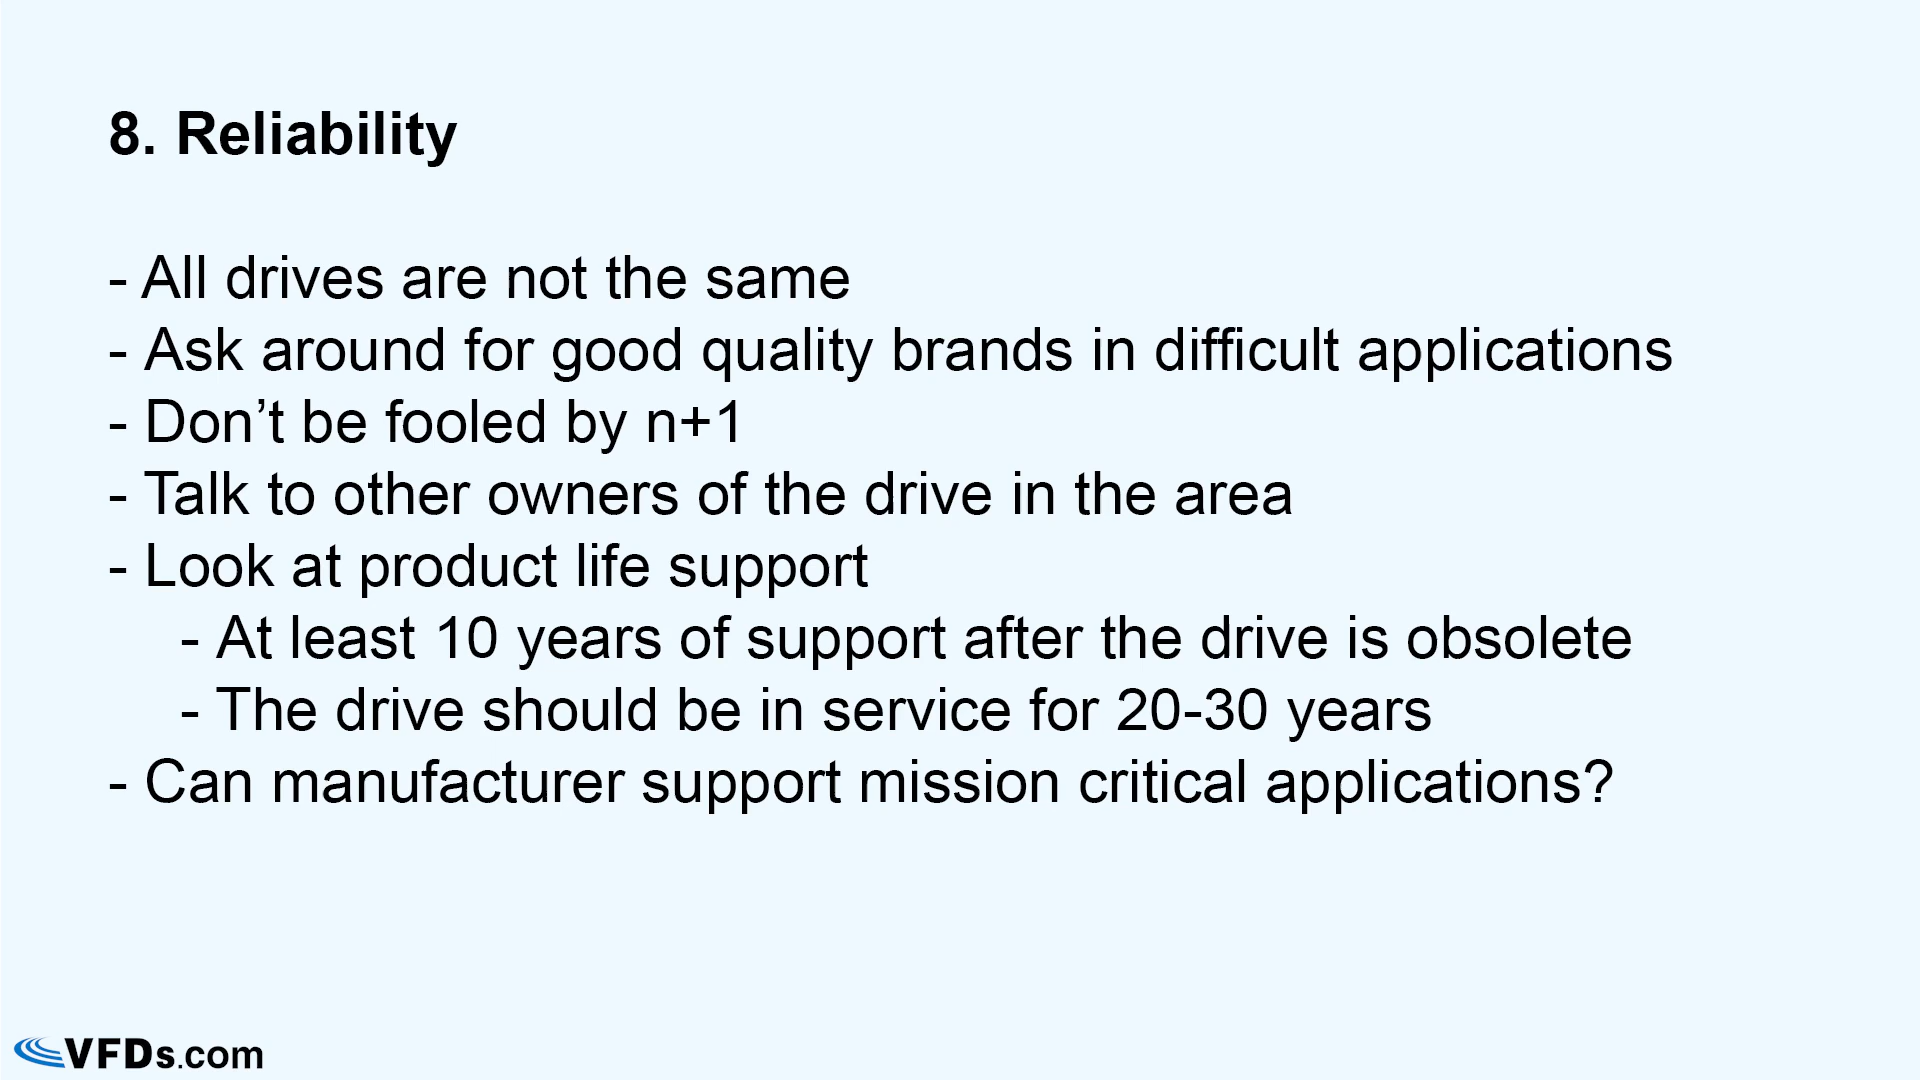 8. Reliability
- All drives are not the same
- Ask around for good quality brands in difficult applications
- Don’t be fooled by n+1
- Talk to other owners of the drive in the area
- Look at product life support
- At least 10 years of support after the drive is obsolete
- The drive should be in service for 20-30 years
- Can manufacturer support mission critical applications?
VFDs.com